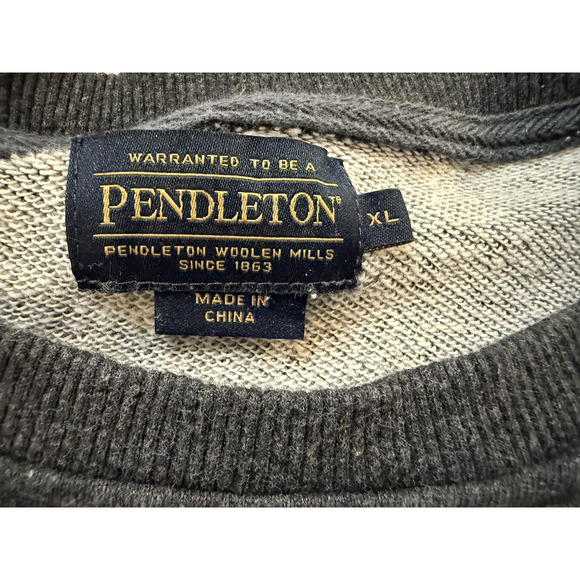 WARRANTED TO BE A
PENDLETON®
XL
PENDLETON WOOLEN MILLS
SINCE 1863
MADE IN
CHINA